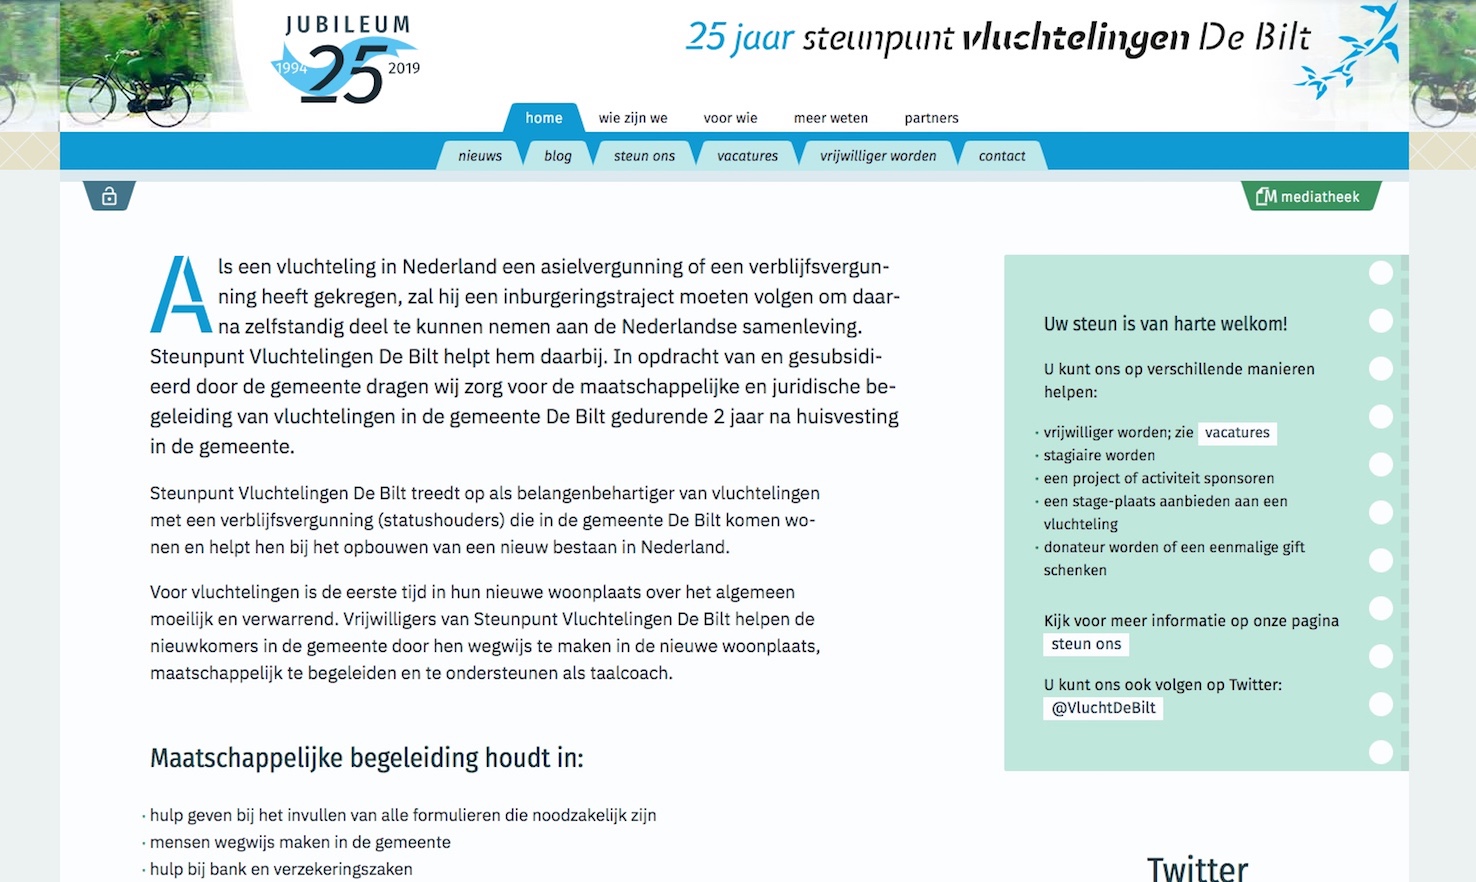 JUBILEUM
1994 25 2019
25 jaar steunpunt vluchtelingen De Bilt
home wie zijn we voor wie meer weten partners
nieuws blog steun ons vacatures vrijwilliger worden contact
M mediatheek
Als een vluchteling in Nederland een asielvergunning of een verblijfsvergun-
ning heeft gekregen, zal hij een inburgeringstraject moeten volgen om daar-
na zelfstandig deel te kunnen nemen aan de Nederlandse samenleving.
Steunpunt Vluchtelingen De Bilt helpt hem daarbij. In opdracht van en gesubsidi-
eerd door de gemeente dragen wij zorg voor de maatschappelijke en juridische be-
geleiding van vluchtelingen in de gemeente De Bilt gedurende 2 jaar na huisvesting
in de gemeente.
Steunpunt Vluchtelingen De Bilt treedt op als belangenbehartiger van vluchtelingen
met een verblijfsvergunning (statushouders) die in de gemeente De Bilt komen wo-
nen en helpt hen bij het opbouwen van een nieuw bestaan in Nederland.
Voor vluchtelingen is de eerste tijd in hun nieuwe woonplaats over het algemeen
moeilijk en verwarrend. Vrijwilligers van Steunpunt Vluchtelingen De Bilt helpen de
nieuwkomers in de gemeente door hen wegwijs te maken in de nieuwe woonplaats,
maatschappelijk te begeleiden en te ondersteunen als taalcoach.
Maatschappelijke begeleiding houdt in:
· hulp geven bij het invullen van alle formulieren die noodzakelijk zijn
· mensen wegwijs maken in de gemeente
· hulp bij bank en verzekeringszaken
Uw steun is van harte welkom!
U kunt ons op verschillende manieren
helpen:
· vrijwilliger worden; zie vacatures
· stagiaire worden
· een project of activiteit sponsoren
· een stage-plaats aanbieden aan een
vluchteling
· donateur worden of een eenmalige gift
schenken
Kijk voor meer informatie op onze pagina
steun ons
U kunt ons ook volgen op Twitter:
@VluchtDeBilt
Twitter